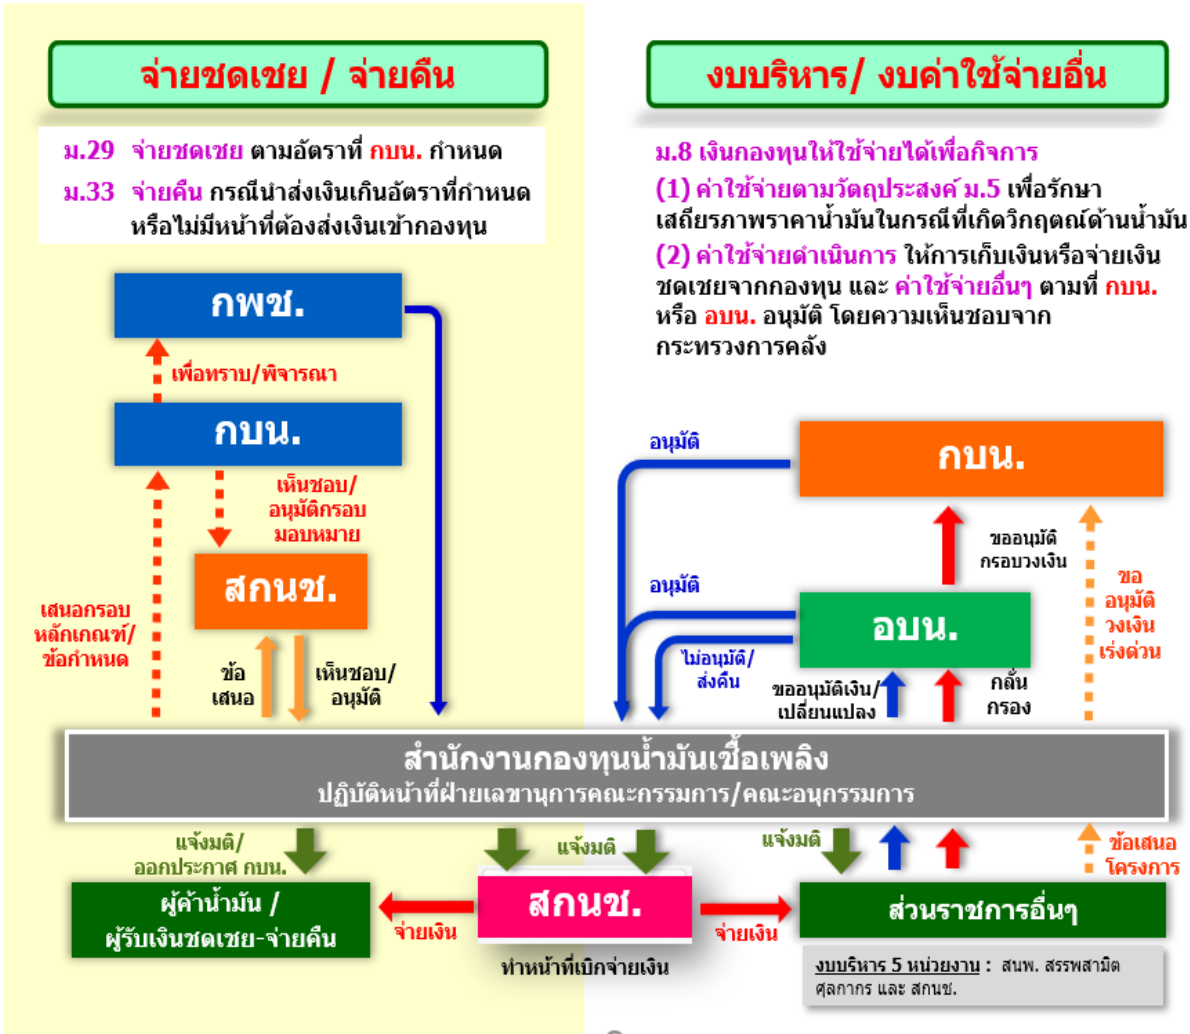 จ่ายชดเชย / จ่ายคืน
ม.29 จ่ายชดเชย ตามอัตราที่ กบน. กำหนด
ม.33 จ่ายคืน กรณีนำส่งเงินเกินอัตราที่กำหนด
หรือไม่มีหน้าที่ต้องส่งเงินเข้ากองทุน
กพช.
เพื่อทราบ/พิจารณา
กบน.
เห็นชอบ/
อนุมัติกรอบ
มอบหมาย
สกนช.
เสนอกรอบ
หลักเกณฑ์/
ข้อกำหนด
ข้อ
เสนอ
เห็นชอบ/
อนุมัติ
งบบริหาร/ งบค่าใช้จ่ายอื่น
ม.8 เงินกองทุนให้ใช้จ่ายได้เพื่อกิจการ
(1) ค่าใช้จ่ายตามวัตถุประสงค์ ม.5 เพื่อรักษา
เสถียรภาพราคาน้ำมันในกรณีที่เกิดวิกฤตณ์ด้านน้ำมัน
(2) ค่าใช้จ่ายดำเนินการ ให้การเก็บเงินหรือจ่ายเงิน
ชดเชยจากกองทุน และ ค่าใช้จ่ายอื่นๆ ตามที่ กบน.
หรือ อบน. อนุมัติ โดยความเห็นชอบจาก
กระทรวงการคลัง
อนุมัติ
กบน.
ขออนุมัติ
กรอบวงเงิน
ขอ
อนุมัติ
วงเงิน
เร่งด่วน
อนุมัติ
อบน.
ไม่อนุมัติ/
ส่งคืน
ขออนุมัติเงิน/
เปลี่ยนแปลง
กลั่น
กรอง
สำนักงานกองทุนน้ำมันเชื้อเพลิง
ปฏิบัติหน้าที่ฝ่ายเลขานุการคณะกรรมการ/คณะอนุกรรมการ
แจ้งมติ/
ออกประกาศ กบน.
แจ้งมติ
แจ้งมติ
ข้อเสนอ
โครงการ
ผู้ค้าน้ำมัน /
ผู้รับเงินชดเชย-จ่ายคืน
จ่ายเงิน
สกนช.
จ่ายเงิน
ส่วนราชการอื่นๆ
ทำหน้าที่เบิกจ่ายเงิน
งบบริหาร 5 หน่วยงาน : สนพ. สรรพสามิต
ศุลกากร และ สกนช.